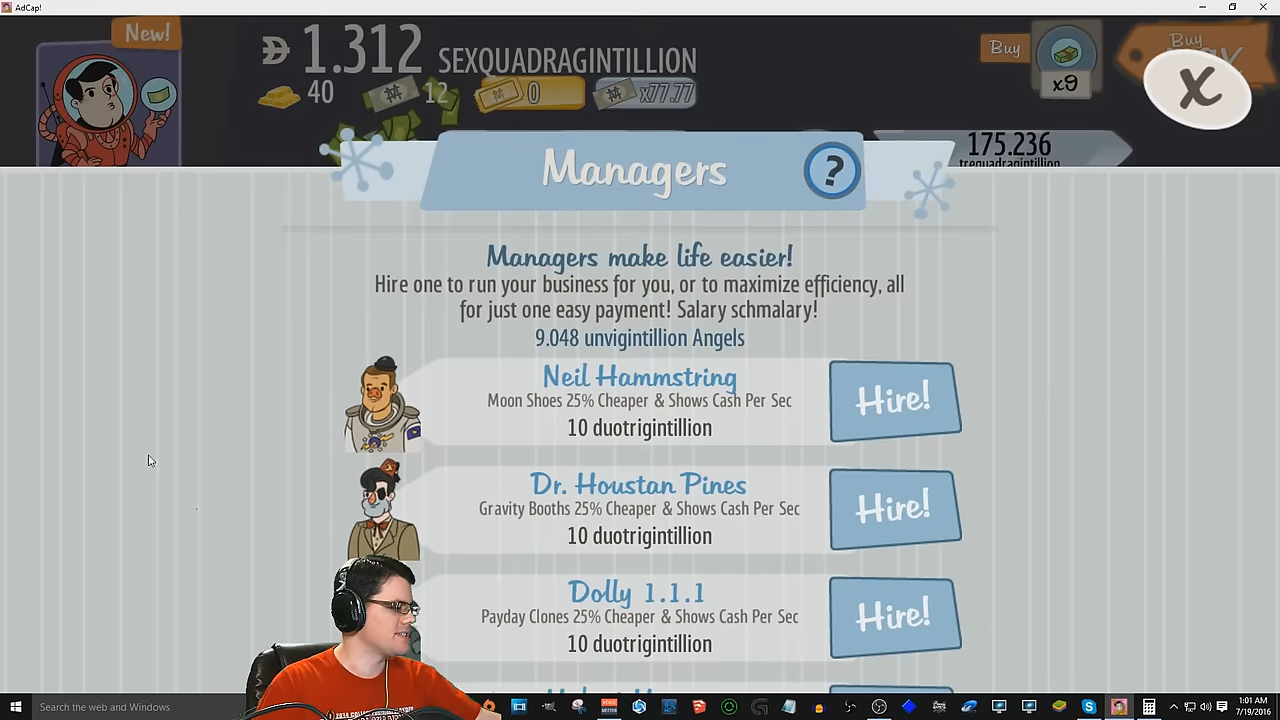 AdCap!
New!
1.312 SEXQUADRAGINTILLION
40
12
0
x77.77
Buy
x9
Buy
X
175.236
trequadragintillion
Managers
?
Managers make life easier!
Hire one to run your business for you, or to maximize efficiency, all
for just one easy payment! Salary schmalary!
9.048 unvigintillion Angels
Neil Hammstring
Moon Shoes 25% Cheaper & Shows Cash Per Sec
10 duotrigintillion
Hire!
Dr. Houstan Pines
Gravity Booths 25% Cheaper & Shows Cash Per Sec
10 duotrigintillion
Hire!
Dolly 1.1.1
Payday Clones 25% Cheaper & Shows Cash Per Sec
10 duotrigintillion
Hire!
Search the web and Windows
1:01 AM
7/19/2016